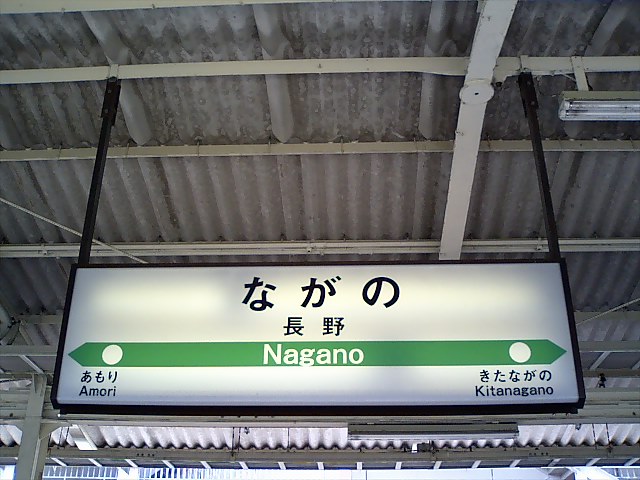 ながの
長野
Nagano
あもり きたながの
Amori Kitanagano